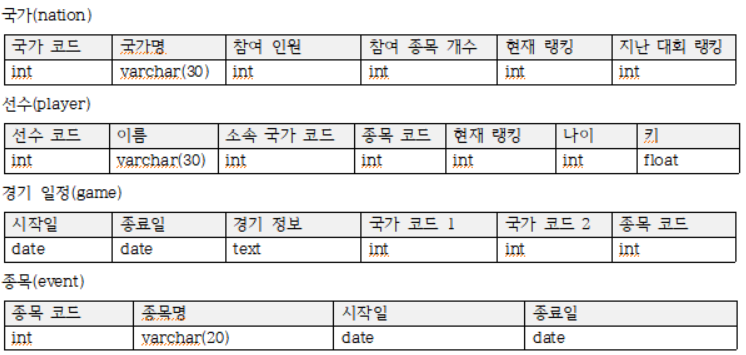 국가(nation)
국가 코드 국가명 참여 인원 참여 종목 개수 현재 랭킹 지난 대회 랭킹
int varchar(30) int int int int
선수(player)
선수 코드 이름 소속 국가 코드 종목 코드 현재 랭킹 나이 키
int varchar(30) int int int int float
경기 일정(game)
시작일 종료일 경기 정보 국가 코드 1 국가 코드 2 종목 코드
date date text int int int
종목(event)
종목 코드 종목명 시작일 종료일
int varchar(20) date date